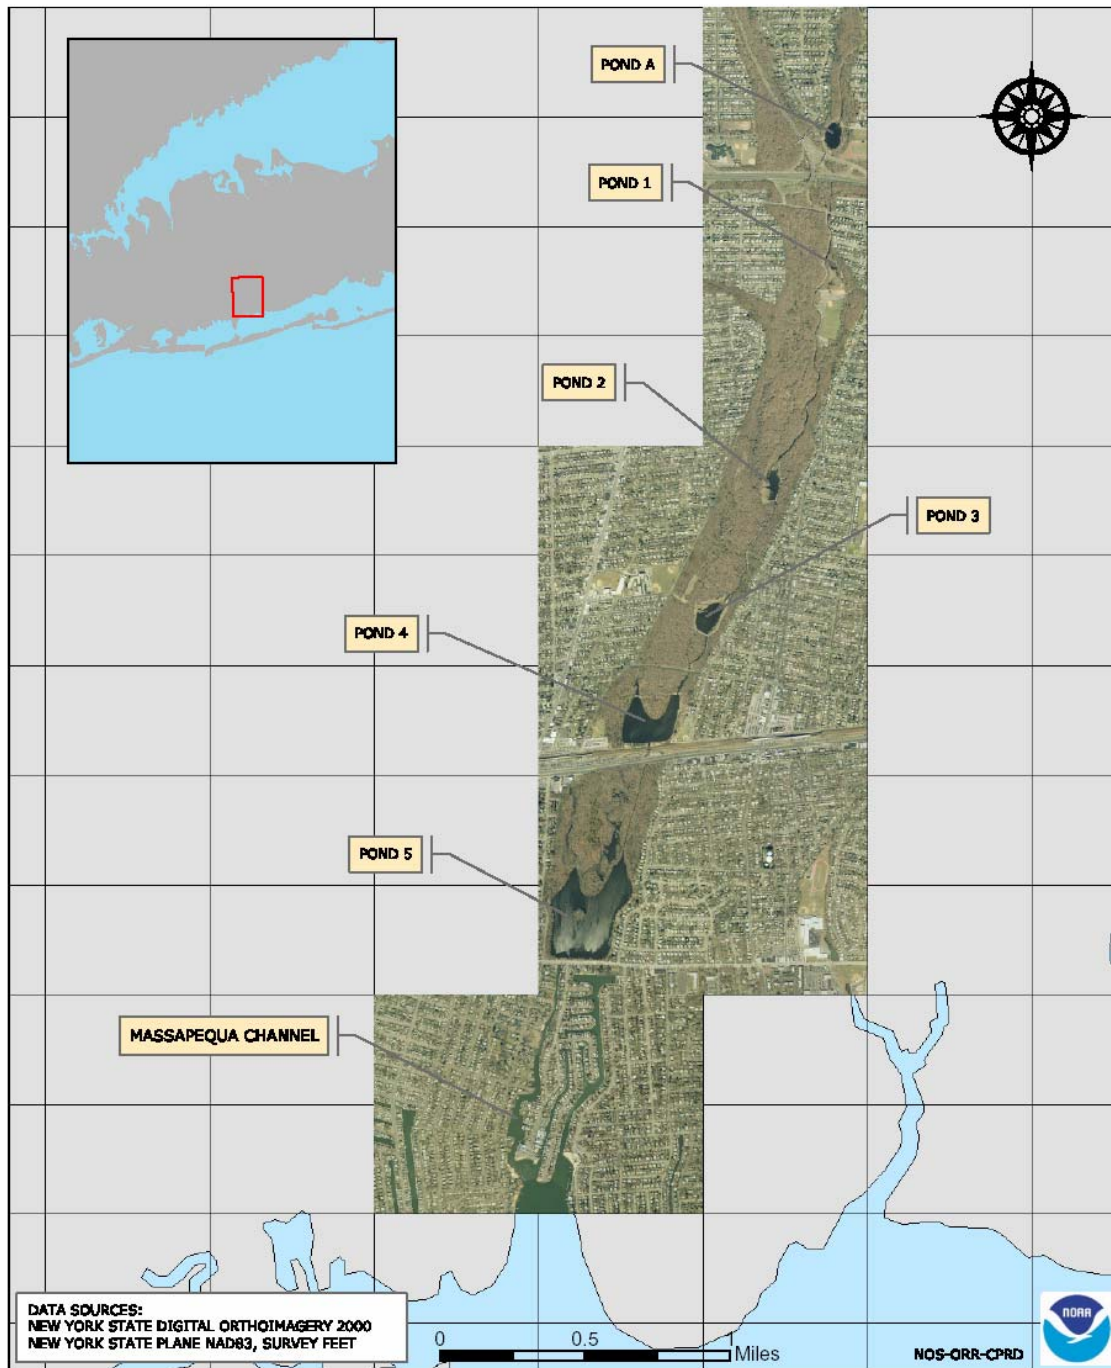 POND A
POND 1
POND 2
POND 3
POND 4
POND 5
MASSAPEQUA CHANNEL
DATA SOURCES:
NEW YORK STATE DIGITAL ORTHOIMAGERY 2000
NEW YORK STATE PLANE NAD83, SURVEY FEET
0 0.5 1
Miles
NOAA
NOS-ORR-CPRD